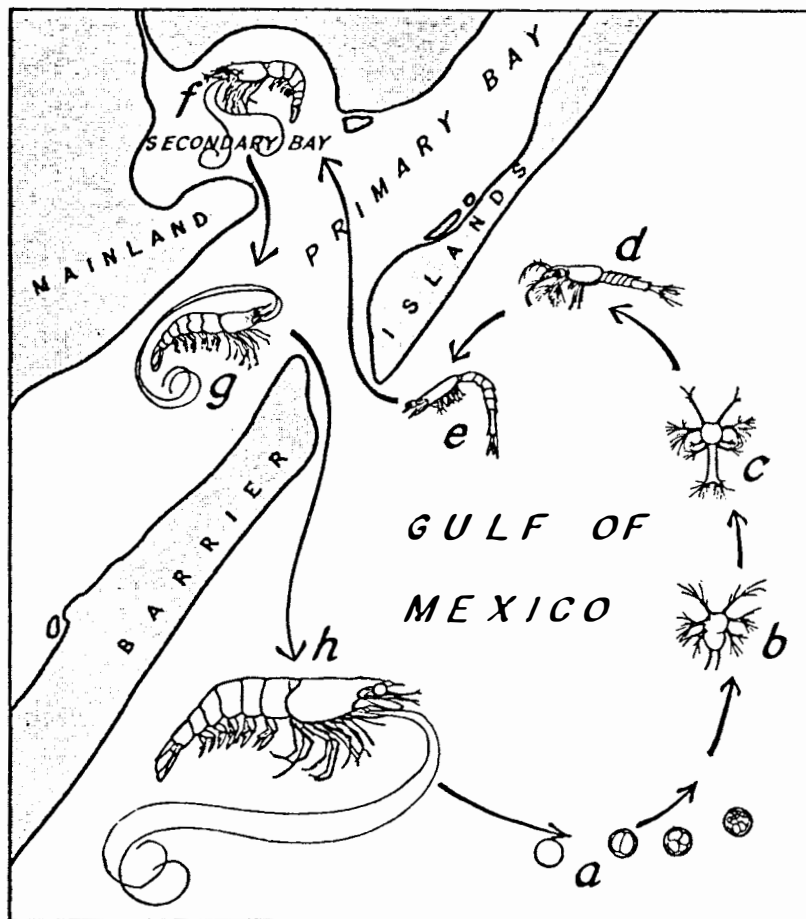 f
SECONDARY BAY
PRIMARY BAY
MAINLAND
BARRIER
ISLANDS
d
g
e
c
GULF OF
MEXICO
b
h
a